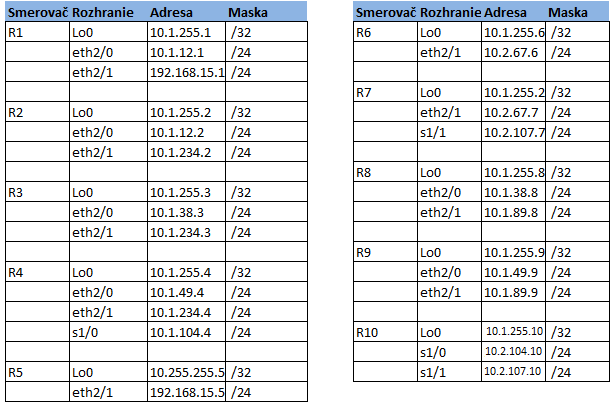 Smerovač Rozhranie Adresa Maska
R1 Lo0 10.1.255.1 /32
eth2/0 10.1.12.1 /24
eth2/1 192.168.15.1 /24
R2 Lo0 10.1.255.2 /32
eth2/0 10.1.12.2 /24
eth2/1 10.1.234.2 /24
R3 Lo0 10.1.255.3 /32
eth2/0 10.1.38.3 /24
eth2/1 10.1.234.3 /24
R4 Lo0 10.1.255.4 /32
eth2/0 10.1.49.4 /24
eth2/1 10.1.234.4 /24
s1/0 10.1.104.4 /24
R5 Lo0 10.255.255.5 /32
eth2/1 192.168.15.5 /24
Smerovač Rozhranie Adresa Maska
R6 Lo0 10.1.255.6 /32
eth2/1 10.2.67.6 /24
R7 Lo0 10.1.255.2 /32
eth2/1 10.2.67.7 /24
s1/1 10.2.107.7 /24
R8 Lo0 10.1.255.8 /32
eth2/0 10.1.38.8 /24
eth2/1 10.1.89.8 /24
R9 Lo0 10.1.255.9 /32
eth2/0 10.1.49.9 /24
eth2/1 10.1.89.9 /24
R10 Lo0 10.1.255.10 /32
s1/0 10.2.104.10 /24
s1/1 10.2.107.10 /24